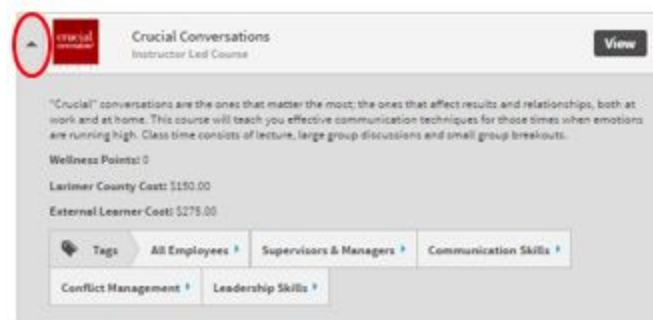 crucial
conversations
Crucial Conversations
Instructor Led Course
View
"Crucial" conversations are the ones that matter the most; the ones that affect results and relationships, both at
work and at home. This course will teach you effective communication techniques for those times when emotions
are running high. Class time consists of lecture, large group discussions and small group breakouts.
Wellness Points: 0
Larimer County Cost: $150.00
External Learner Cost: $275.00
Tags All Employees Supervisors & Managers Communication Skills
Conflict Management Leadership Skills